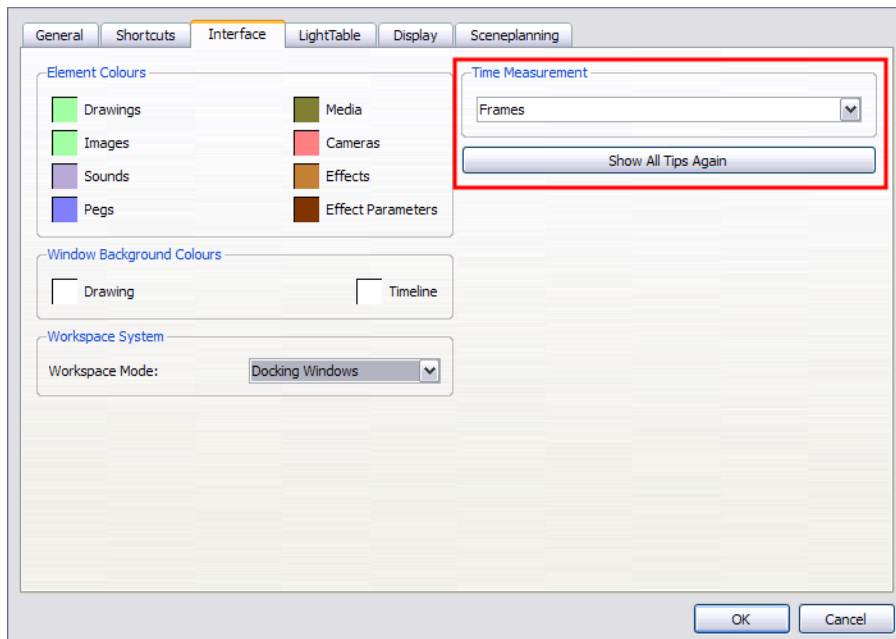 General Shortcuts Interface LightTable Display Sceneplanning
Element Colours
Drawings Media
Images Cameras
Sounds Effects
Pegs Effect Parameters
Window Background Colours
Drawing Timeline
Workspace System
Workspace Mode: Docking Windows
Time Measurement
Frames
Show All Tips Again
OK Cancel